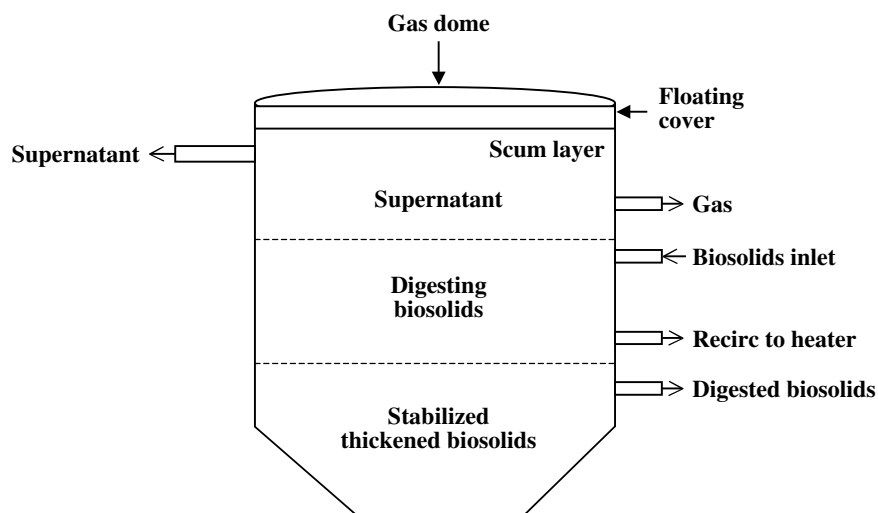 Gas dome
Floating
cover
Supernatant
Scum layer
Supernatant
Gas
Biosolids inlet
Digesting
biosolids
Recirc to heater
Digested biosolids
Stabilized
thickened biosolids